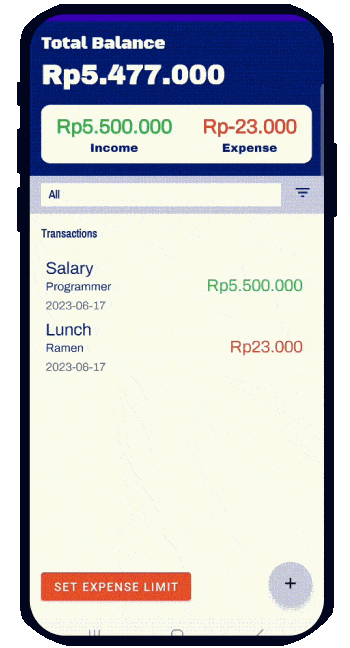 Total Balance
Rp5.477.000
Rp5.500.000 Rp-23.000
Income Expense
All
Transactions
Salary
Programmer Rp5.500.000
2023-06-17
Lunch
Ramen Rp23.000
2023-06-17
SET EXPENSE LIMIT +